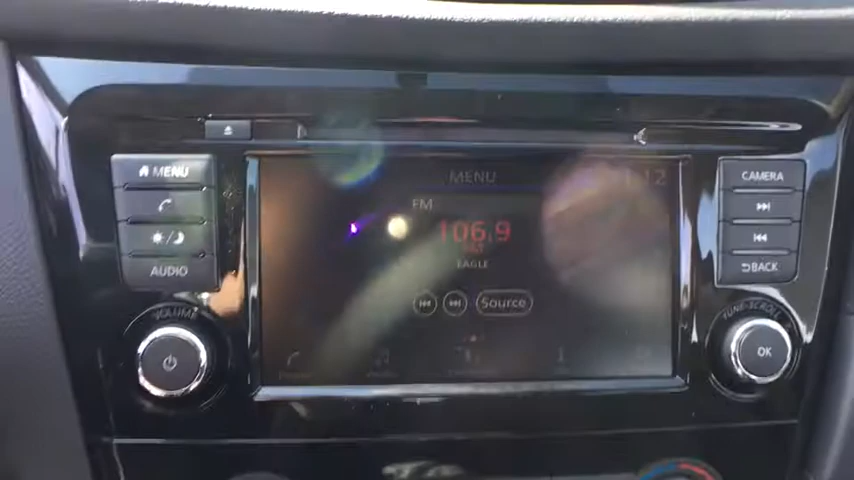 MENU
AUDIO
VOLUME
MENU
FM
106.9
EAGLE
Source
CAMERA
BACK
TUNE·SCROLL
OK